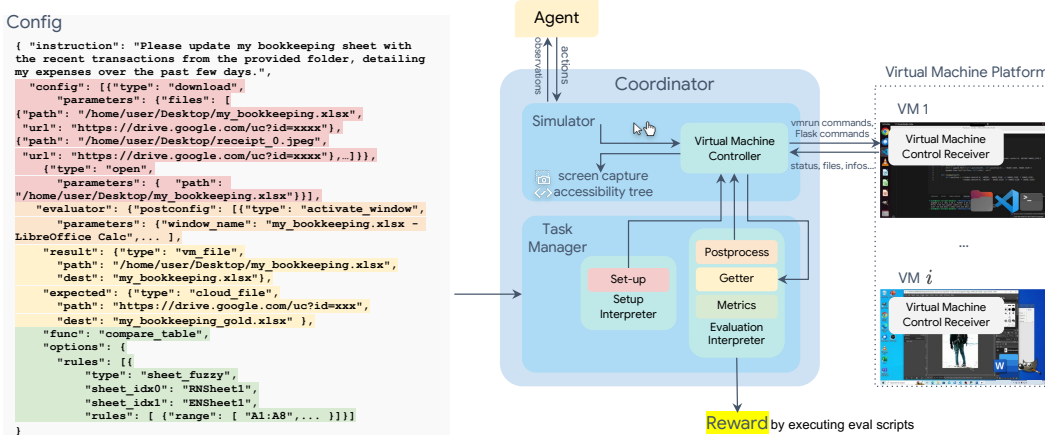 Config
{ "instruction": "Please update my bookkeeping sheet with
the recent transactions from the provided folder, detailing
my expenses over the past few days.",
"config": [{"type": "download",
"parameters": {"files": [
{"path": "/home/user/Desktop/my_bookkeeping.xlsx",
"url": "https://drive.google.com/uc?id=xxxx"},
{"path": "/home/user/Desktop/receipt_0.jpeg",
"url": "https://drive.google.com/uc?id=xxxx"},…]}},
{"type": "open",
"parameters": { "path":
"/home/user/Desktop/my_bookkeeping.xlsx"}}],
"evaluator": {"postconfig": [{"type": "activate_window",
"parameters": {"window_name": "my_bookkeeping.xlsx -
LibreOffice Calc",... ],
"result": {"type": "vm_file",
"path": "/home/user/Desktop/my_bookkeeping.xlsx",
"dest": "my_bookkeeping.xlsx"},
"expected": {"type": "cloud_file",
"path": "https://drive.google.com/uc?id=xxx",
"dest": "my_bookkeeping_gold.xlsx" },
"func": "compare_table",
"options": {
"rules": [{
"type": "sheet_fuzzy",
"sheet_idx0": "RNSheet1",
"sheet_idx1": "ENSheet1",
"rules": [ {"range": [ "A1:A8",... }]}]
}
Agent
observations
actions
Coordinator
Simulator
Virtual Machine
Controller
screen capture
accessibility tree
Task
Manager
Set-up
Setup
Interpreter
Postprocess
Getter
Metrics
Evaluation
Interpreter
Reward by executing eval scripts
vmrun commands,
Flask commands
status, files, infos...
Virtual Machine Platform
VM 1
Virtual Machine
Control Receiver
...
VM i
Virtual Machine
Control Receiver
W